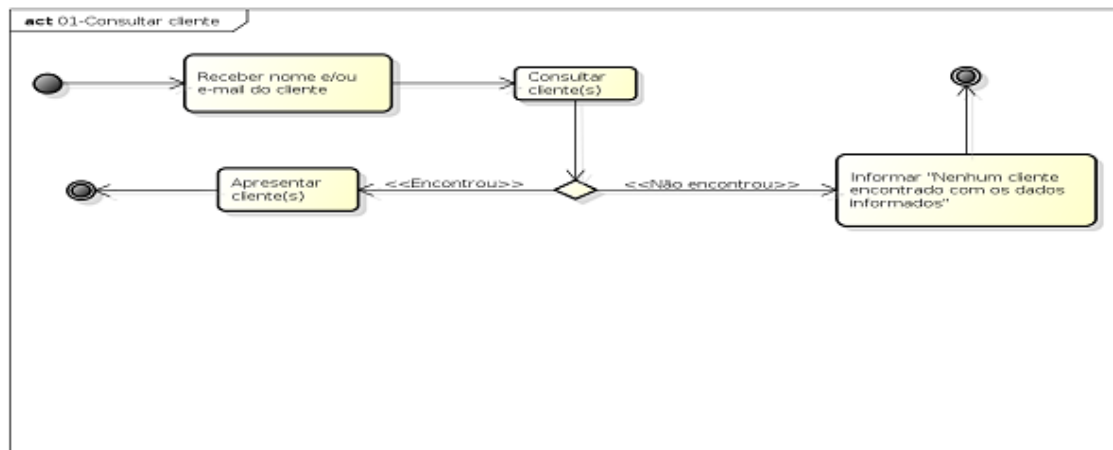 act 01-Consultar cliente
Receber nome e/ou
e-mail do cliente
Consultar
cliente(s)
Apresentar
cliente(s)
<<Encontrou>>
<<Não encontrou>>
Informar "Nenhum cliente
encontrado com os dados
informados"